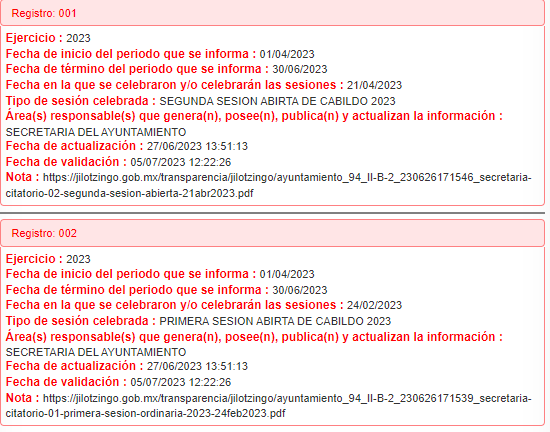 Registro: 001
Ejercicio : 2023
Fecha de inicio del periodo que se informa : 01/04/2023
Fecha de término del periodo que se informa : 30/06/2023
Fecha en la que se celebraron y/o celebrarán las sesiones : 21/04/2023
Tipo de sesión celebrada : SEGUNDA SESION ABIRTA DE CABILDO 2023
Área(s) responsable(s) que genera(n), posee(n), publica(n) y actualizan la información :
SECRETARIA DEL AYUNTAMIENTO
Fecha de actualización : 27/06/2023 13:51:13
Fecha de validación : 05/07/2023 12:22:26
Nota : https://jilotzingo.gob.mx/transparencia/jilotzingo/ayuntamiento_94_II-B-2_230626171546_secretaria-
citatorio-02-segunda-sesion-abierta-21abr2023.pdf
Registro: 002
Ejercicio : 2023
Fecha de inicio del periodo que se informa : 01/04/2023
Fecha de término del periodo que se informa : 30/06/2023
Fecha en la que se celebraron y/o celebrarán las sesiones : 24/02/2023
Tipo de sesión celebrada : PRIMERA SESION ABIRTA DE CABILDO 2023
Área(s) responsable(s) que genera(n), posee(n), publica(n) y actualizan la información :
SECRETARIA DEL AYUNTAMIENTO
Fecha de actualización : 27/06/2023 13:51:13
Fecha de validación : 05/07/2023 12:22:26
Nota : https://jilotzingo.gob.mx/transparencia/jilotzingo/ayuntamiento_94_II-B-2_230626171539_secretaria-
citatorio-01-primera-sesion-ordinaria-2023-24feb2023.pdf